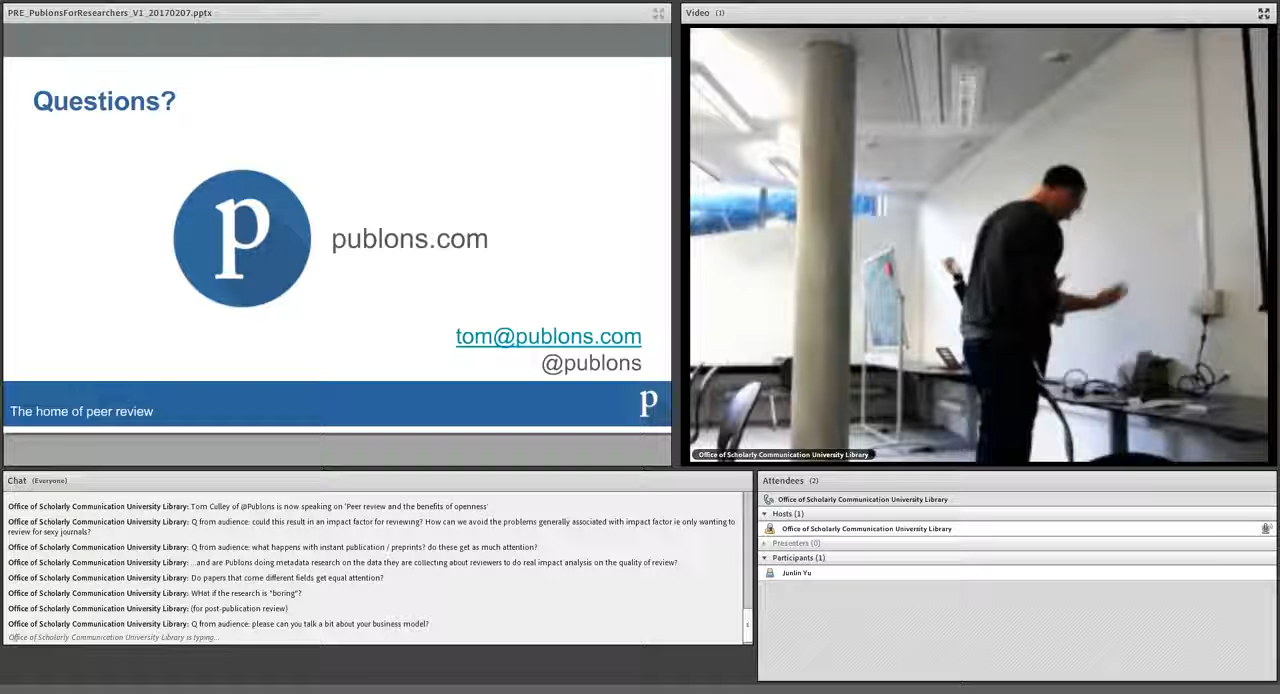 PRE_PublonsForResearchers_V1_20170207.pptx
Questions?
p
publons.com
tom@publons.com
@publons
The home of peer review
p
Video (1)
Office of Scholarly Communication University Library
Chat (Everyone)
Office of Scholarly Communication University Library: Tom Culley of @Publons is now speaking on 'Peer review and the benefits of openness'
Office of Scholarly Communication University Library: Q from audience: could this result in an impact factor for reviewing? How can we avoid the problems generally associated with impact factor ie only wanting to
review for sexy journals?
Office of Scholarly Communication University Library: Q from audience: what happens with instant publication / preprints? do these get as much attention?
Office of Scholarly Communication University Library: ...and are Publons doing metadata research on the data they are collecting about reviewers to do real impact analysis on the quality of review?
Office of Scholarly Communication University Library: Do papers that come different fields get equal attention?
Office of Scholarly Communication University Library: WHat if the research is "boring"?
Office of Scholarly Communication University Library: (for post-publication review)
Office of Scholarly Communication University Library: Q from audience: please can you talk a bit about your business model?
Office of Scholarly Communication University Library is typing...
Attendees (2)
Office of Scholarly Communication University Library
Hosts (1)
Office of Scholarly Communication University Library
Presenters (0)
Participants (1)
Junlin Yu